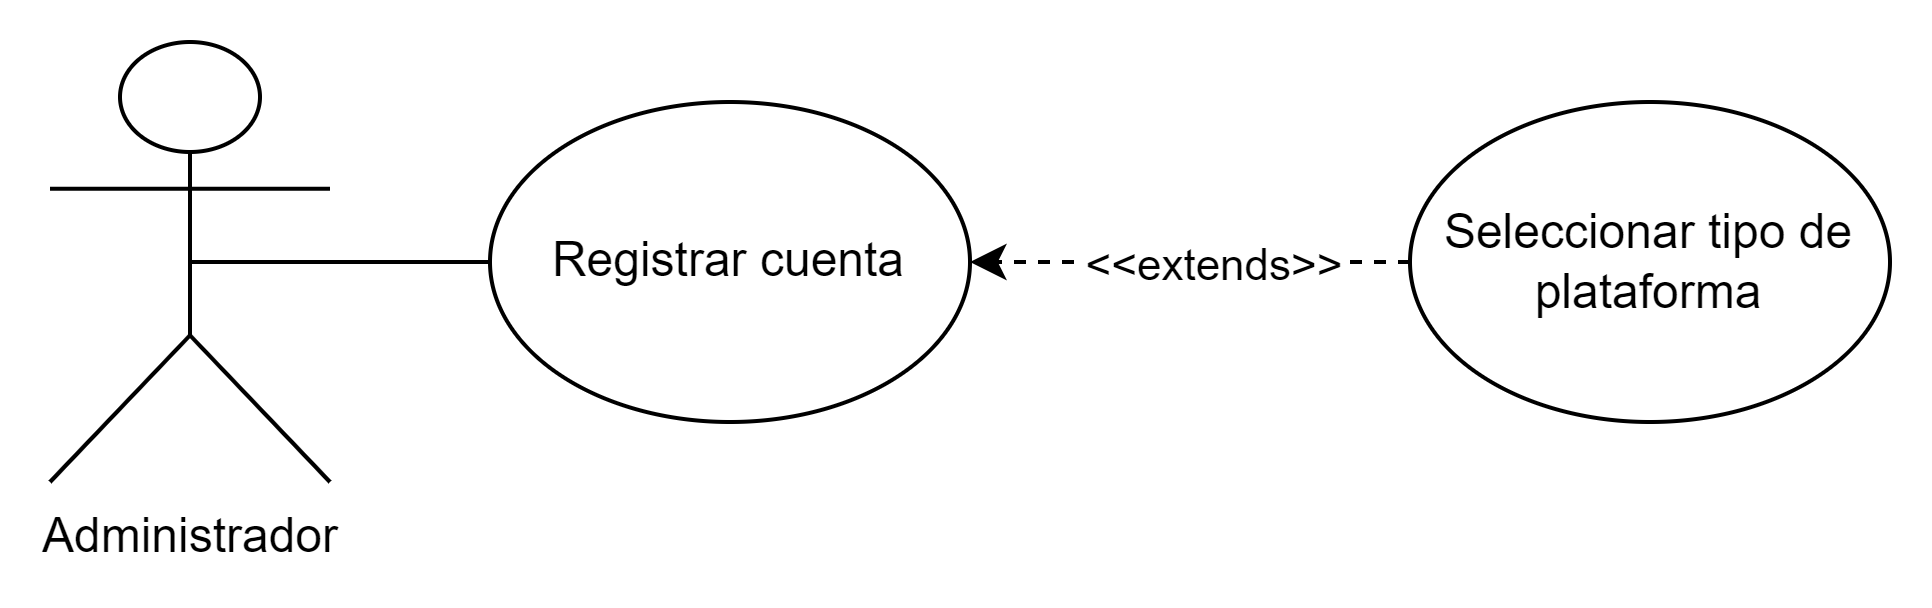 Registrar cuenta
<<extends>>
Seleccionar tipo de
plataforma
Administrador